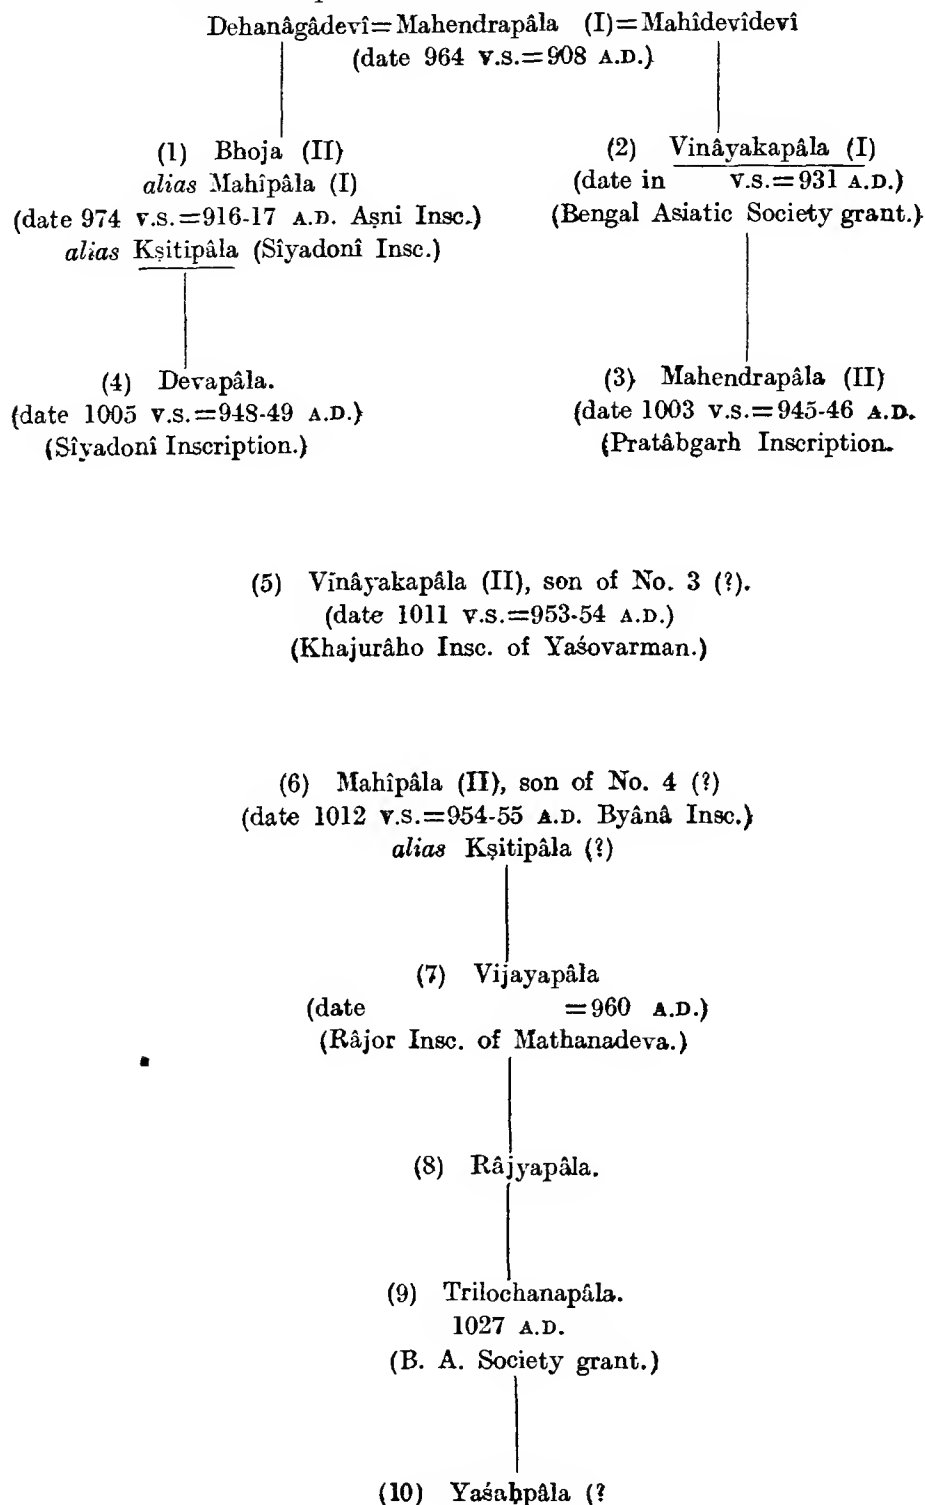 Dehanâgâdevî=Mahendrapâla (I)=Mahîdevîdevî
(date 964 V.S.=908 A.D.)
(1) Bhoja (II)
alias Mahîpâla (I)
(date 974 V.S.=916-17 A.D. Aṣni Insc.)
alias Kṣitipâla (Sîyadonî Insc.)
(2) Vinâyakapâla (I)
(date in V.S.=931 A.D.)
(Bengal Asiatic Society grant.)
(4) Devapâla.
(date 1005 V.S.=948-49 A.D.)
(Sîyadonî Inscription.)
(3) Mahendrapâla (II)
(date 1003 V.S.=945-46 A.D.
(Pratâbgarh Inscription.
(5) Vinâyakapâla (II), son of No. 3 (?).
(date 1011 V.S.=953-54 A.D.)
(Khajurâho Insc. of Yaśovarman.)
(6) Mahîpâla (II), son of No. 4 (?)
(date 1012 V.S.=954-55 A.D. Byânâ Insc.)
alias Kṣitipâla (?)
(7) Vijayapâla
(date =960 A.D.)
(Râjor Insc. of Mathanadeva.)
(8) Râjyapâla.
(9) Trilochanapâla.
1027 A.D.
(B. A. Society grant.)
(10) Yaśaḥpâla (?